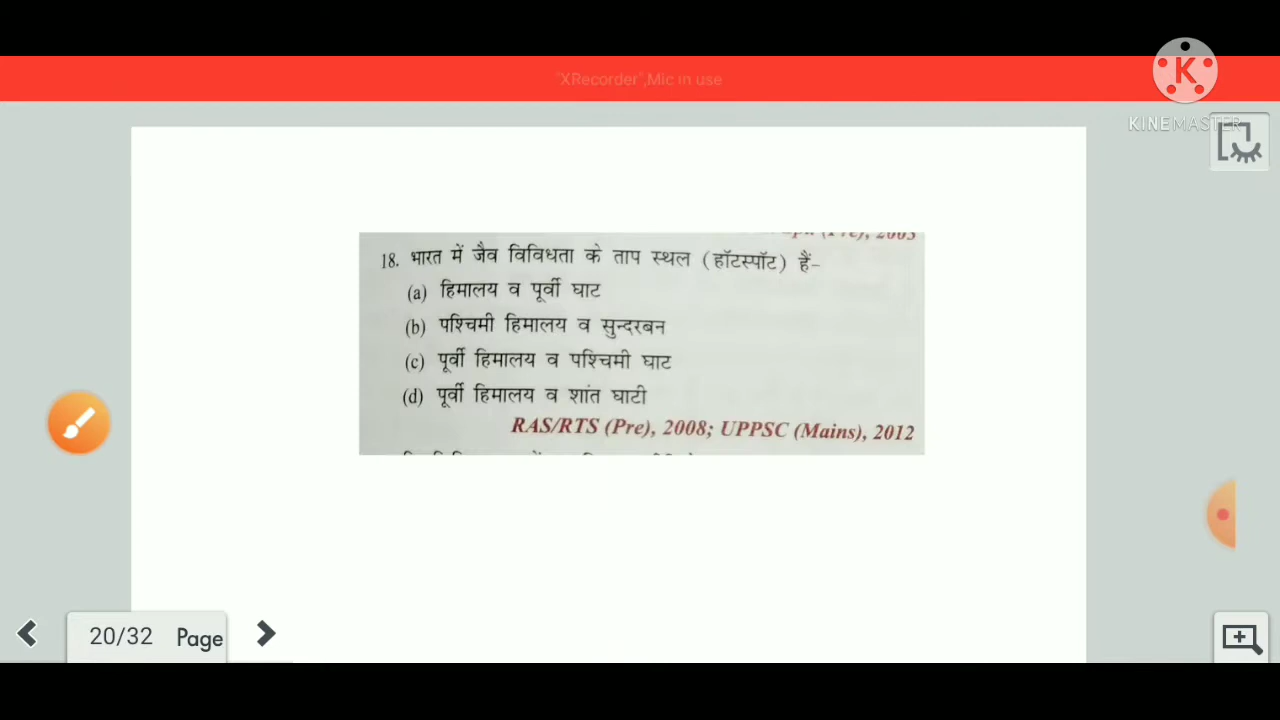 "XRecorder",Mic in use
K
KINEMASTER
18. भारत में जैव विविधता के ताप स्थल (हॉटस्पॉट) हैं–
(a) हिमालय व पूर्वी घाट
(b) पश्चिमी हिमालय व सुन्दरबन
(c) पूर्वी हिमालय व पश्चिमी घाट
(d) पूर्वी हिमालय व शांत घाटी
RAS/RTS (Pre), 2008; UPPSC (Mains), 2012
20/32 Page